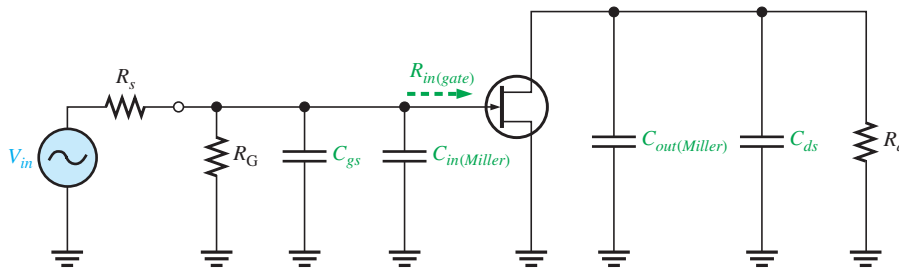 R_in(gate)
R_s
V_in
R_G
C_gs
C_in(Miller)
C_out(Miller)
C_ds